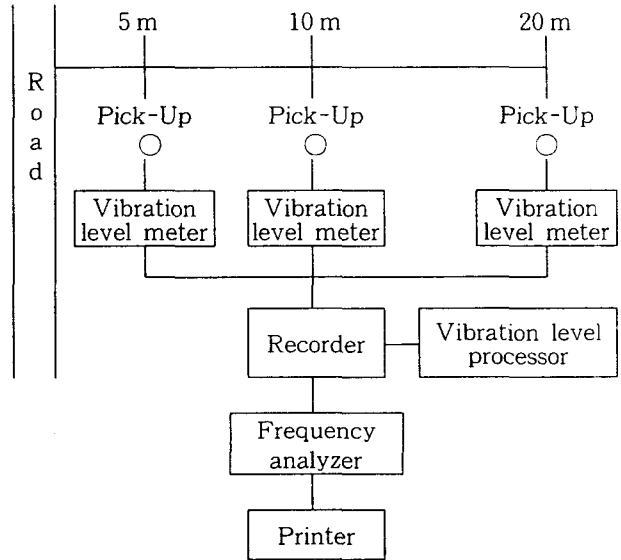 5 m 10 m 20 m
R
o
a
d
Pick-Up Pick-Up Pick-Up
Vibration Vibration Vibration
level meter level meter level meter
Recorder
Vibration level
processor
Frequency
analyzer
Printer